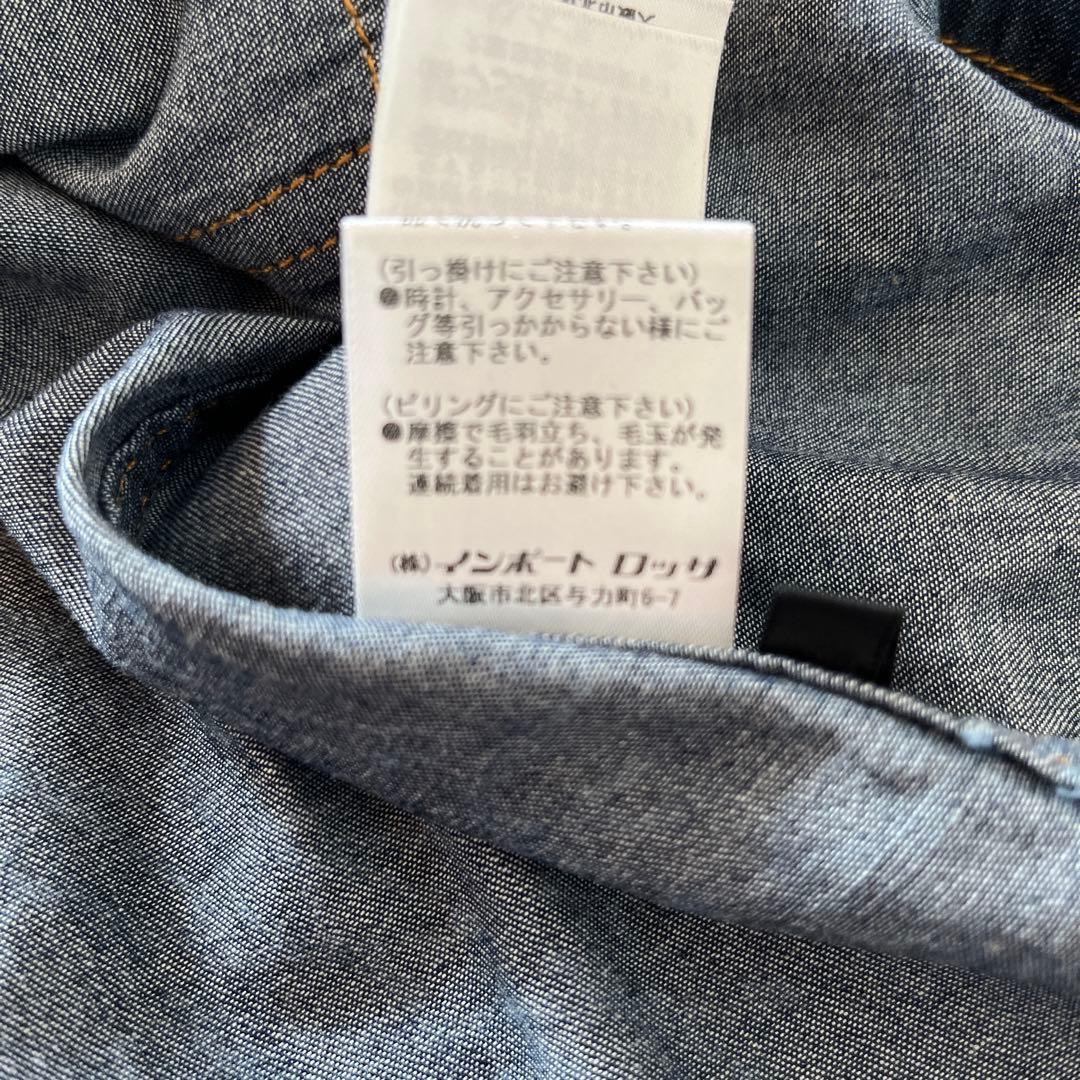 (引っ掛けにご注意下さい)
●時計、アクセサリー、バッ
グ等引っかからない様にご
注意下さい。
(ピリングにご注意下さい)
●摩擦で毛羽立ち、毛玉が発
生することがあります。
連続着用はお避け下さい。
(株)インポート ロッサ
大阪市北区与力町6-7